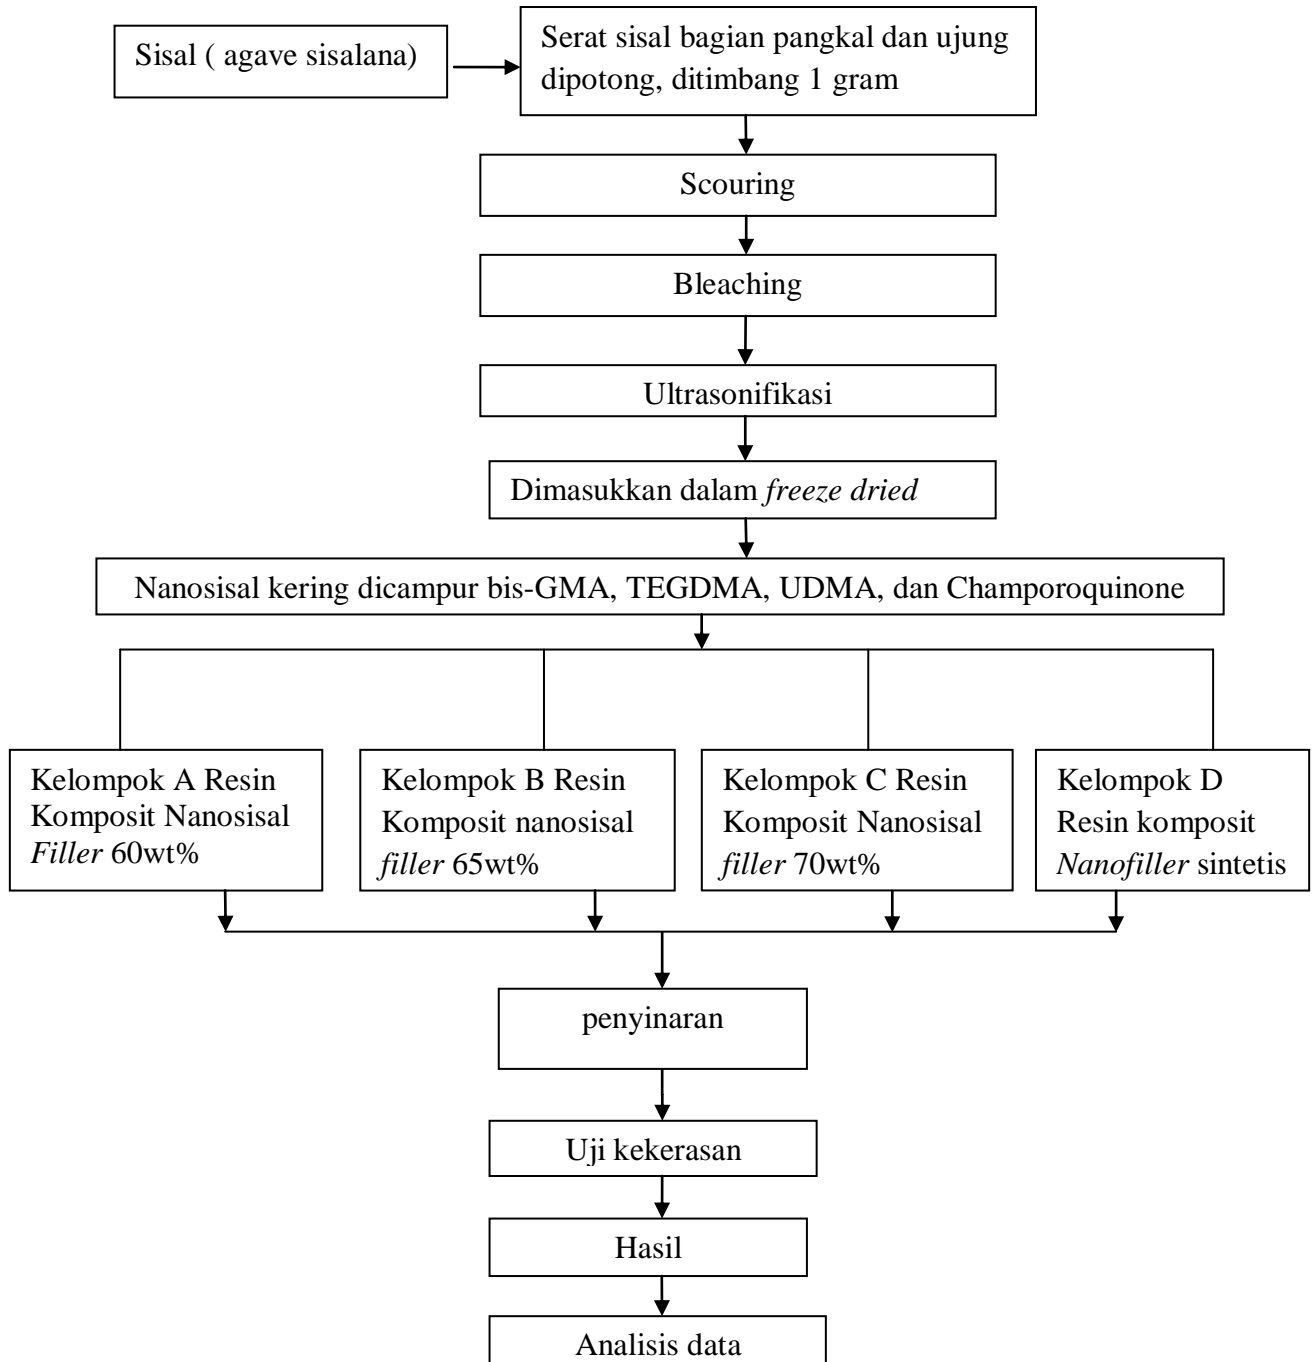 Sisal ( agave sisalana)
Serat sisal bagian pangkal dan ujung
dipotong, ditimbang 1 gram
Scouring
Bleaching
Ultrasonifikasi
Dimasukkan dalam freeze dried
Nanosisal kering dicampur bis-GMA, TEGDMA, UDMA, dan Champoroquinone
Kelompok A Resin
Komposit Nanosisal
Filler 60wt%
Kelompok B Resin
Komposit nanosisal
filler 65wt%
Kelompok C Resin
Komposit Nanosisal
filler 70wt%
Kelompok D
Resin komposit
Nanofiller sintetis
penyinaran
Uji kekerasan
Hasil
Analisis data